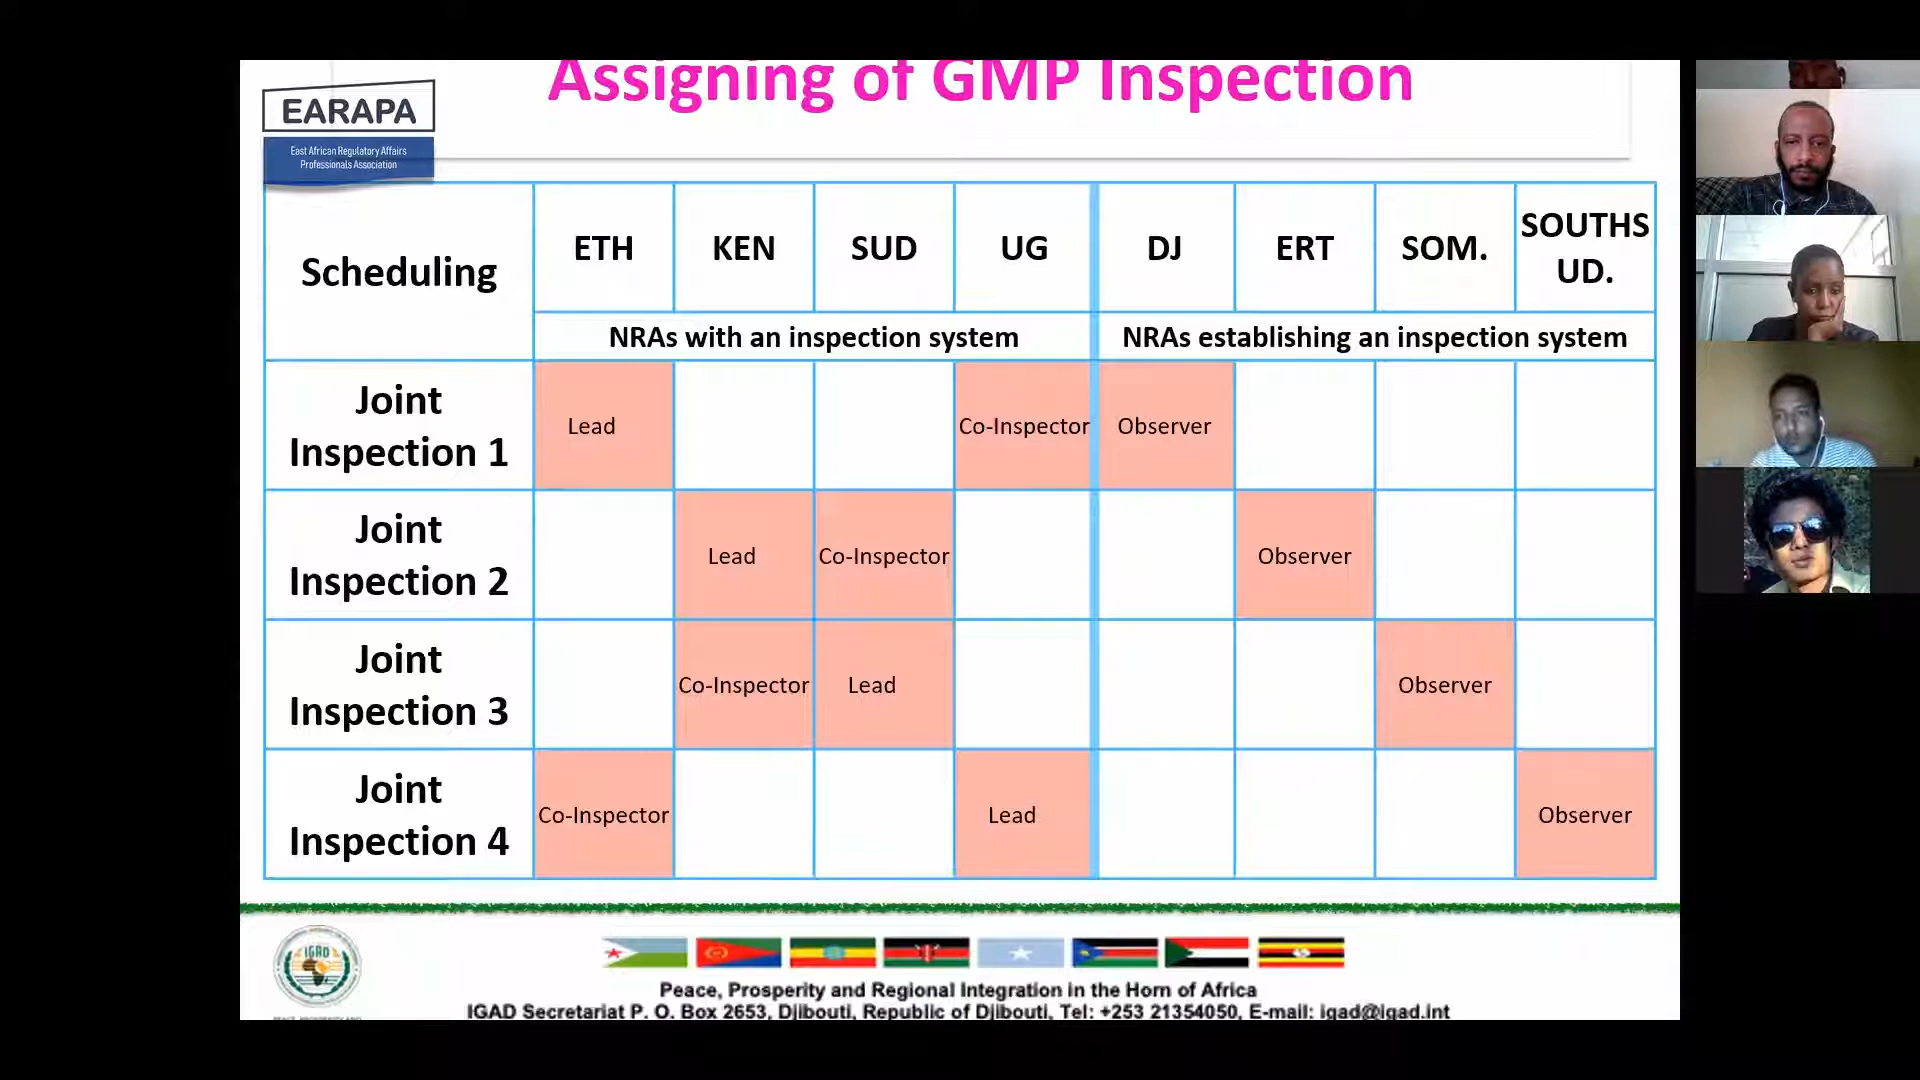 Assigning of GMP Inspection
EARAPA
East African Regulatory Affairs
Professionals Association
Scheduling
ETH
KEN
SUD
UG
DJ
ERT
SOM.
SOUTHS
UD.
NRAs with an inspection system
NRAs establishing an inspection system
Joint
Inspection 1
Lead
Co-Inspector
Observer
Joint
Inspection 2
Lead
Co-Inspector
Observer
Joint
Inspection 3
Co-Inspector
Lead
Observer
Joint
Inspection 4
Co-Inspector
Lead
Observer
IGAD
Peace, Prosperity and Regional Integration in the Horn of Africa
IGAD Secretariat P. O. Box 2653, Djibouti, Republic of Djibouti, Tel: +253 21354050, E-mail: igad@igad.int